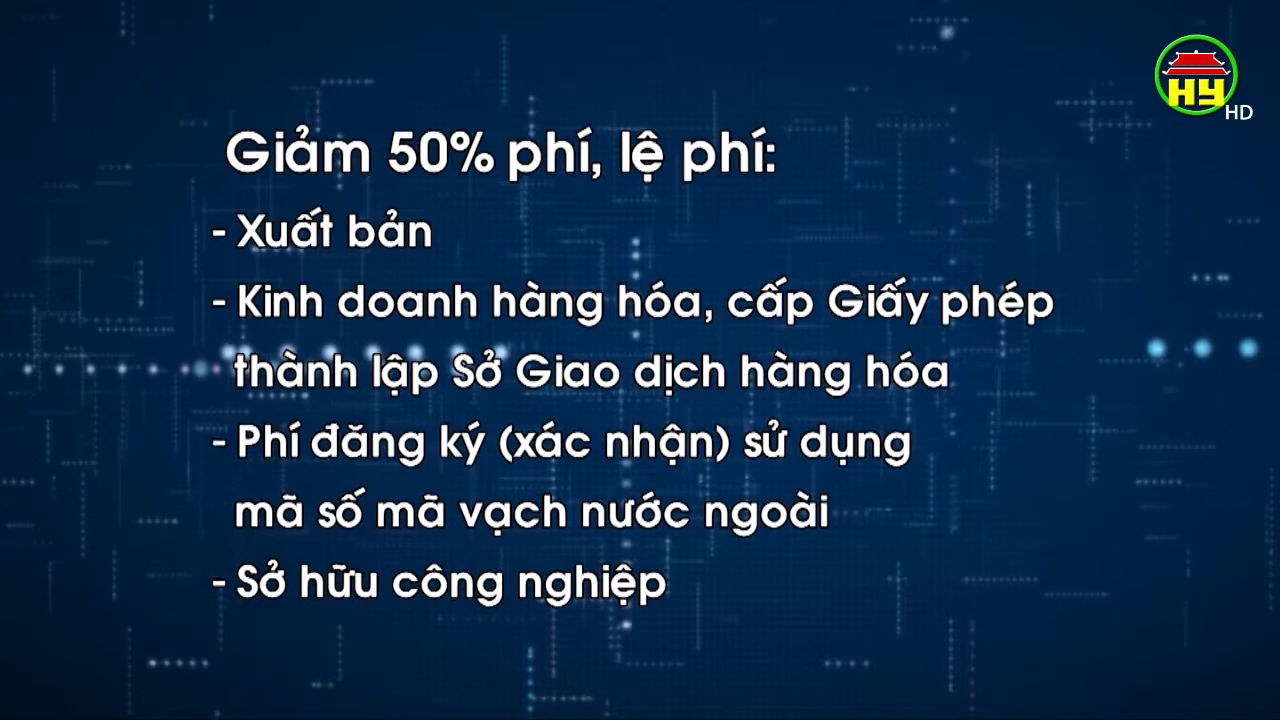 HY
HD
Giảm 50% phí, lệ phí:
- Xuất bản
- Kinh doanh hàng hóa, cấp Giấy phép
thành lập Sở Giao dịch hàng hóa
- Phí đăng ký (xác nhận) sử dụng
mã số mã vạch nước ngoài
- Sở hữu công nghiệp